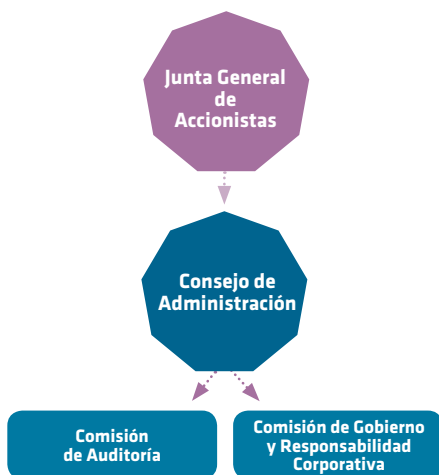 Junta General
de
Accionistas
Consejo de
Administración
Comisión
de Auditoría
Comisión de Gobierno
y Responsabilidad
Corporativa